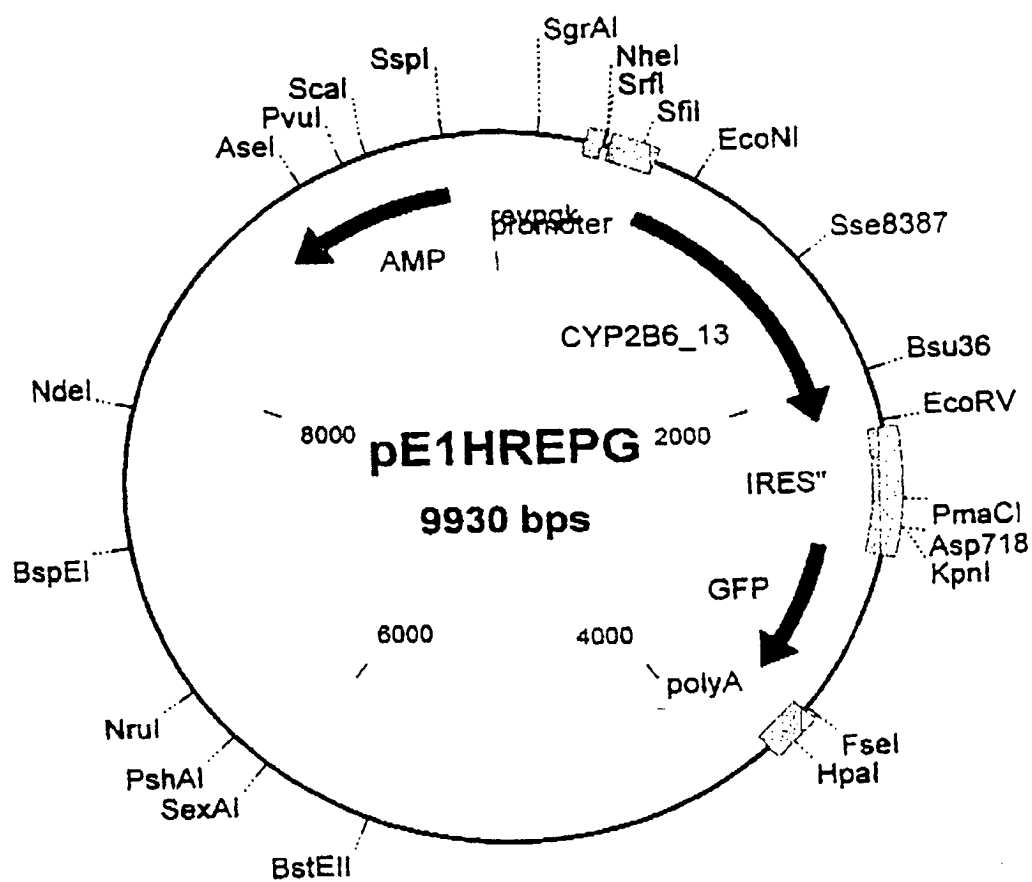 SgrAI
SspI
NheI
SrfI
ScaI
SfiI
PvuI
EcoNI
AseI
promoter
Sse8387
AMP
CYP2B6_13
Bsu36
NdeI
EcoRV
8000
pE1HREPG
2000
IRES"
9930 bps
PmaCI
Asp718
BspEI
KpnI
GFP
6000
4000
polyA
NruI
FseI
PshAI
HpaI
SexAI
BstEII